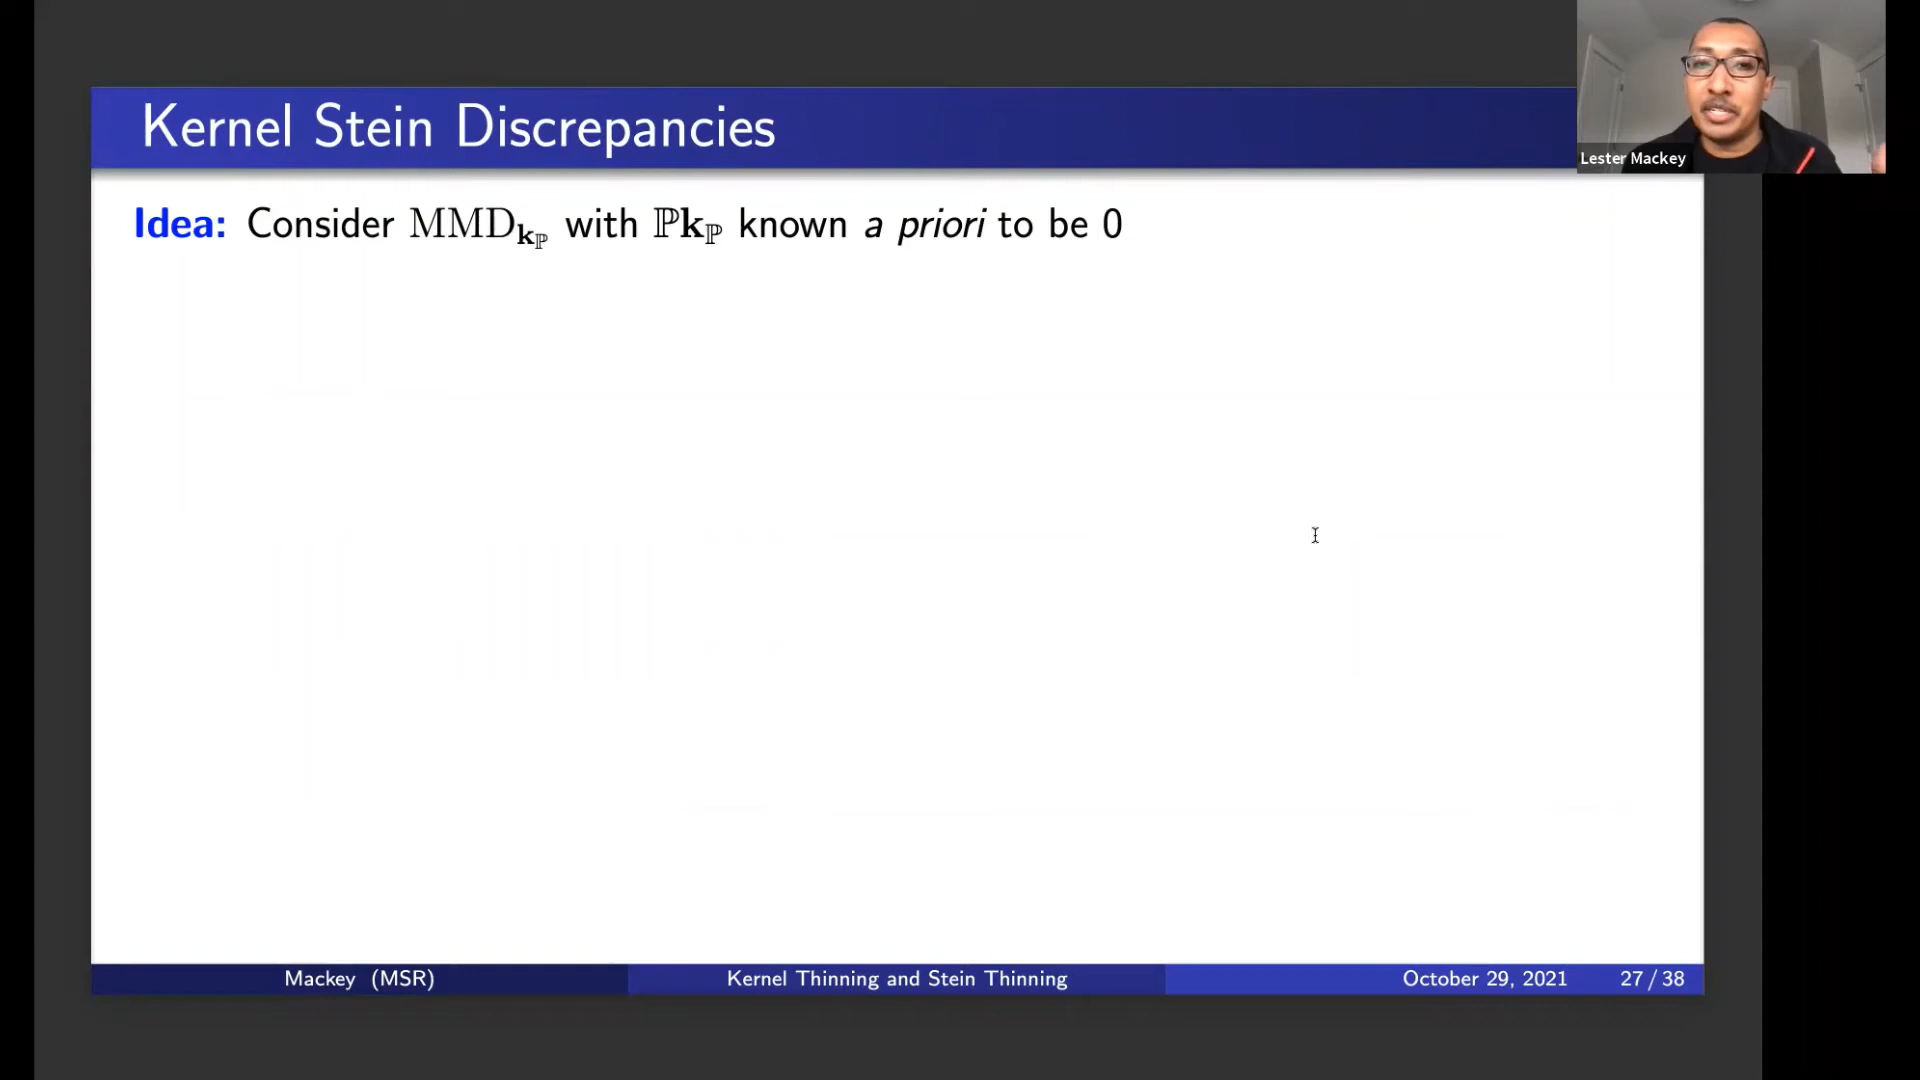 Kernel Stein Discrepancies
Lester Mackey
Idea: Consider MMD_{k_ℙ} with ℙk_ℙ known a priori to be 0
Mackey (MSR)
Kernel Thinning and Stein Thinning
October 29, 2021
27 / 38